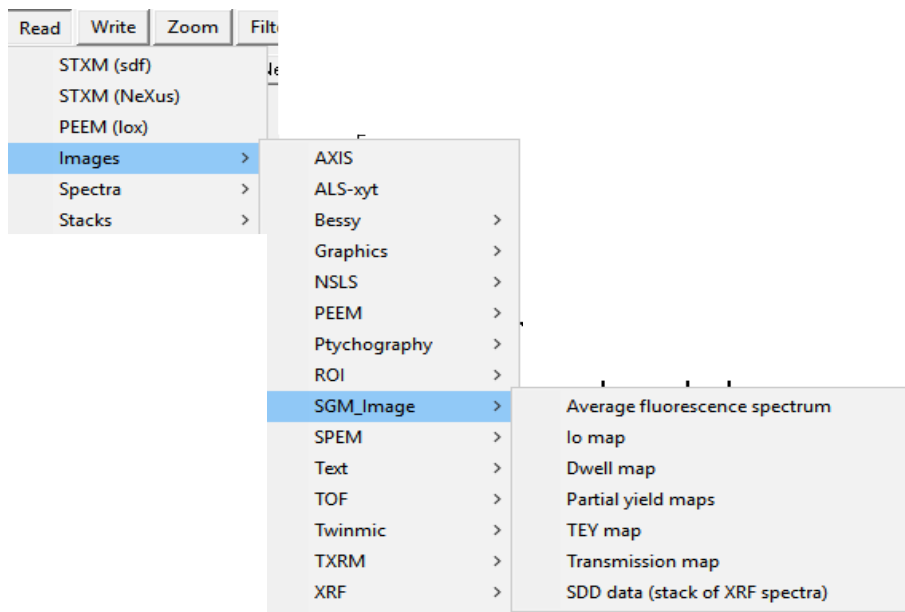 Read Write Zoom Filt
STXM (sdf)
STXM (NeXus)
PEEM (lox)
Images >
Spectra >
Stacks >
AXIS
ALS-xyt
Bessy >
Graphics >
NSLS >
PEEM >
Ptychography >
ROI >
SGM_Image >
SPEM >
Text >
TOF >
Twinmic >
TXRM >
XRF >
Average fluorescence spectrum
Io map
Dwell map
Partial yield maps
TEY map
Transmission map
SDD data (stack of XRF spectra)